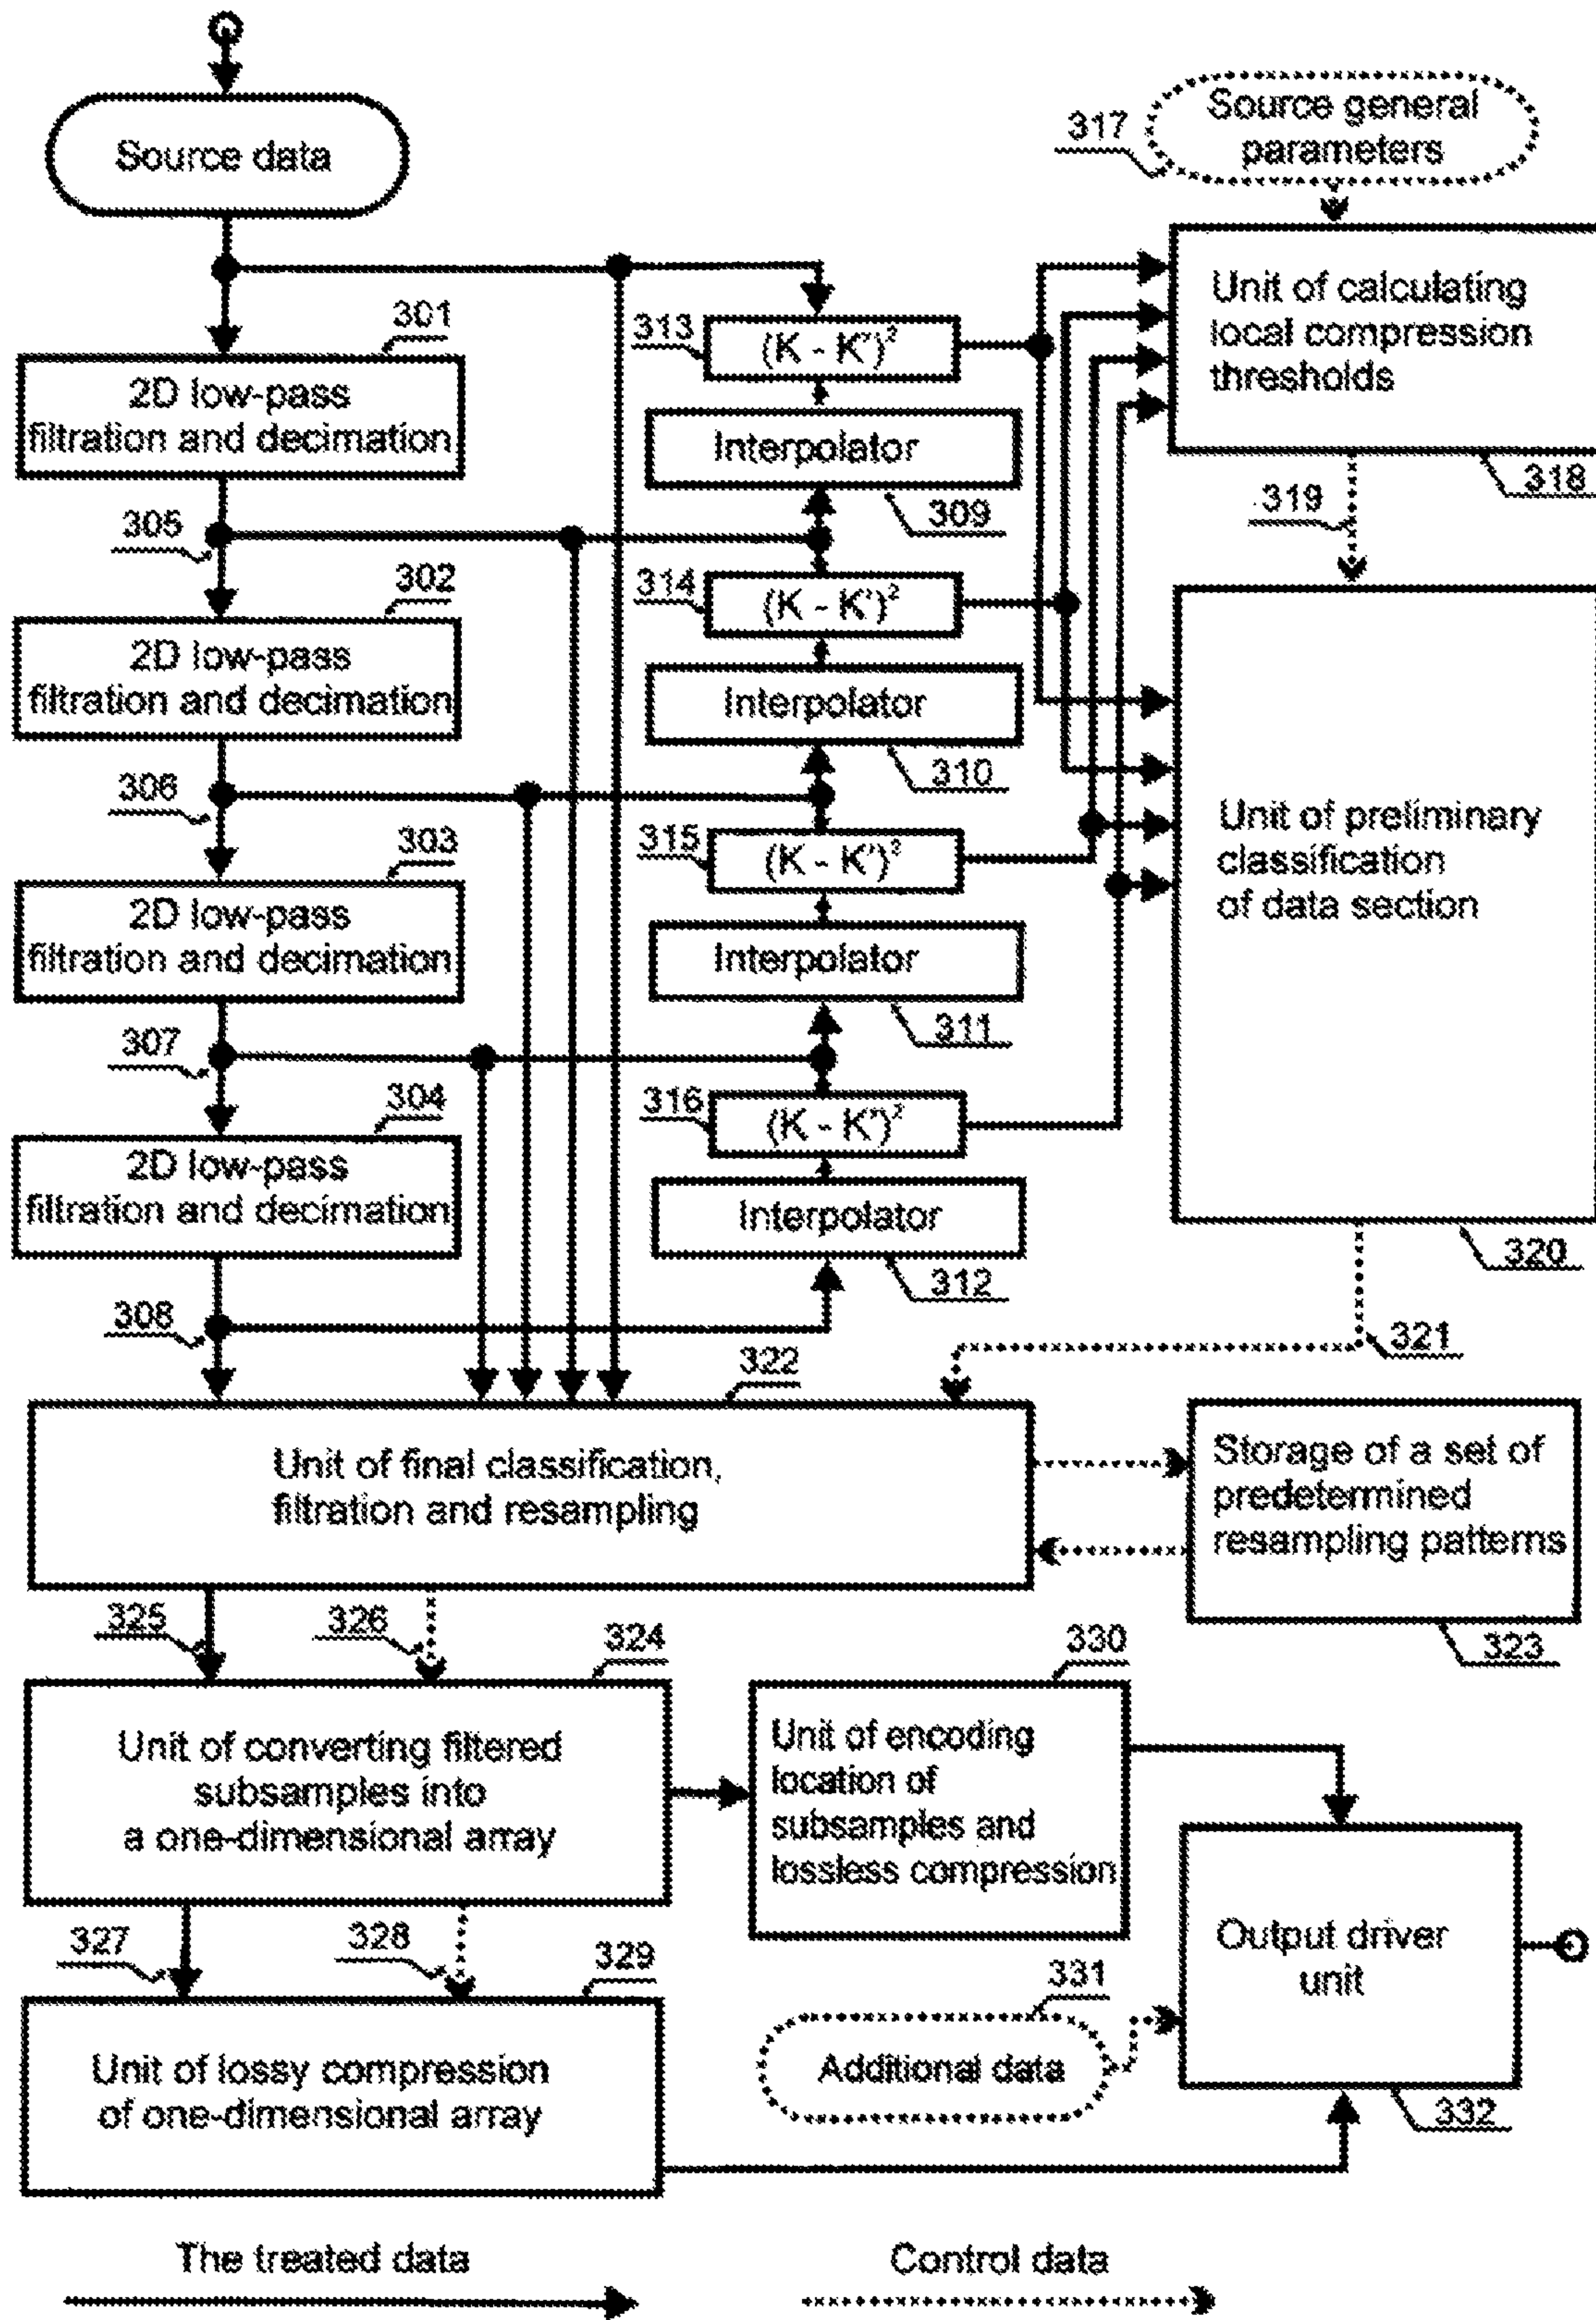 Source data
317
Source general
parameters
301
2D low-pass
filtration and decimation
313
(K - K')²
Interpolator
309
Unit of calculating
local compression
thresholds
318
319
305
302
2D low-pass
filtration and decimation
314
(K - K')²
Interpolator
310
306
303
2D low-pass
filtration and decimation
315
(K - K')²
Interpolator
311
Unit of preliminary
classification
of data section
320
307
304
2D low-pass
filtration and decimation
316
(K - K')²
Interpolator
312
308
321
322
Unit of final classification,
filtration and resampling
Storage of a set of
predetermined
resampling patterns
323
325
326
324
Unit of converting filtered
subsamples into
a one-dimensional array
330
Unit of encoding
location of
subsamples and
lossless compression
327
328
329
Unit of lossy compression
of one-dimensional array
331
Additional data
Output driver
unit
332
The treated data
Control data